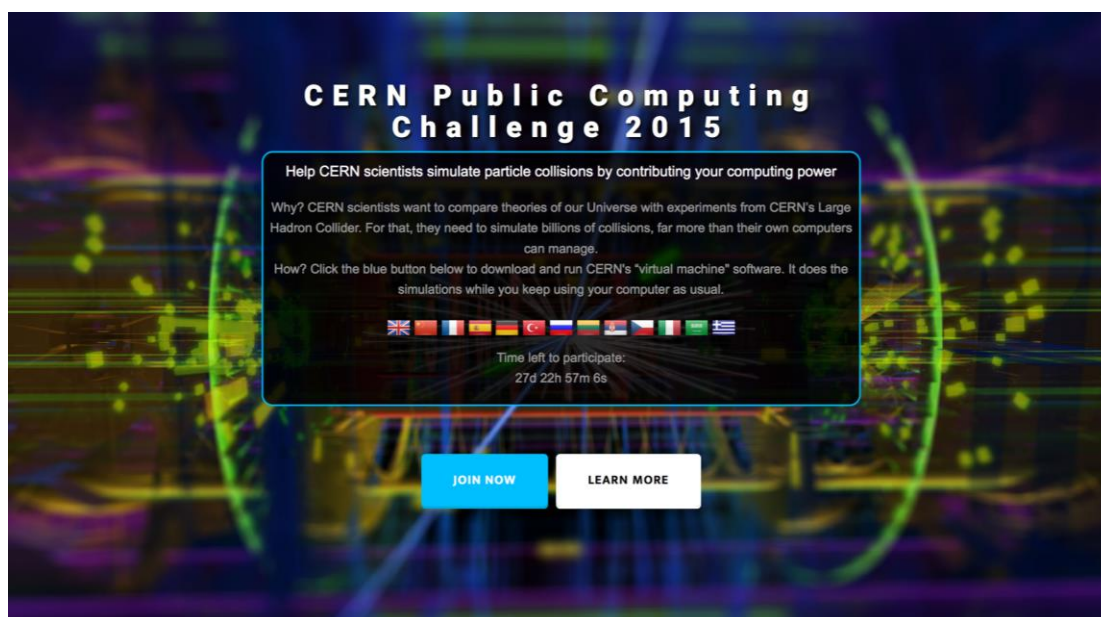 CERN Public Computing
Challenge 2015
Help CERN scientists simulate particle collisions by contributing your computing power
Why? CERN scientists want to compare theories of our Universe with experiments from CERN's Large
Hadron Collider. For that, they need to simulate billions of collisions, far more than their own computers
can manage.
How? Click the blue button below to download and run CERN's "virtual machine" software. It does the
simulations while you keep using your computer as usual.
Time left to participate:
27d 22h 57m 6s
JOIN NOW
LEARN MORE